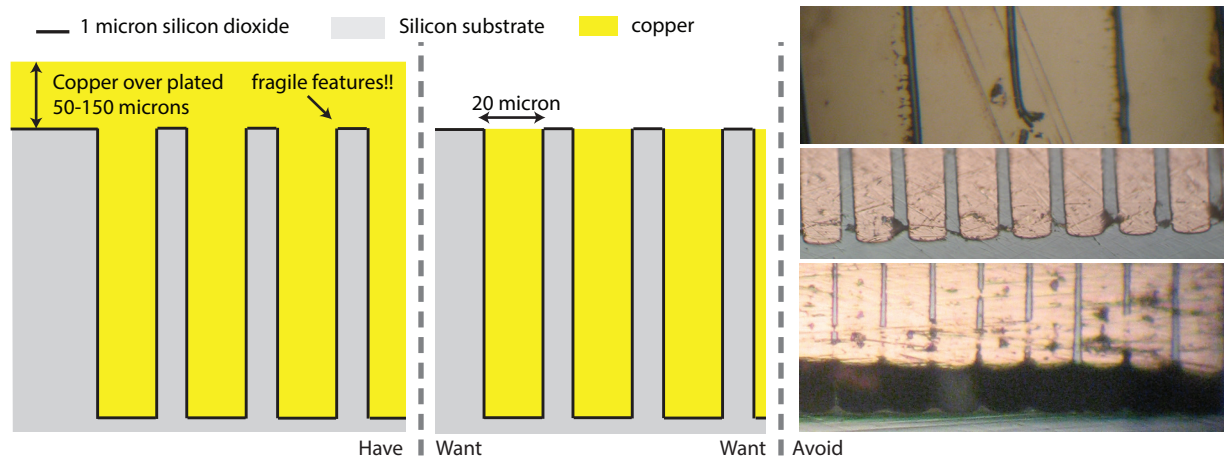 1 micron silicon dioxide
Silicon substrate
copper
Copper over plated
50-150 microns
fragile features!!
20 micron
Have
Want
Want
Avoid